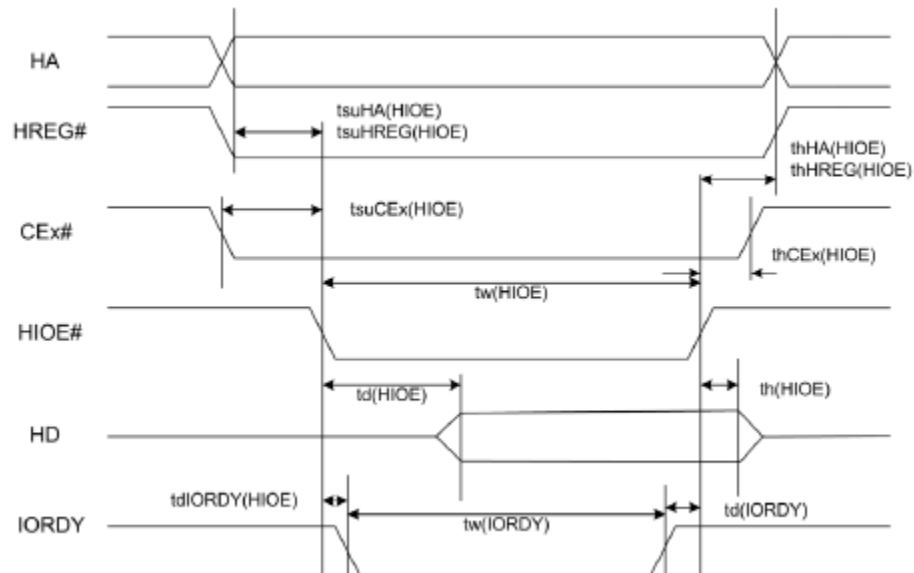 HA
tsuHA(HIOE)
HREG#
tsuHREG(HIOE)
thHA(HIOE)
thHREG(HIOE)
tsuCEx(HIOE)
CEx#
thCEx(HIOE)
tw(HIOE)
HIOE#
td(HIOE)
th(HIOE)
HD
tdIORDY(HIOE)
td(IORDY)
IORDY
tw(IORDY)